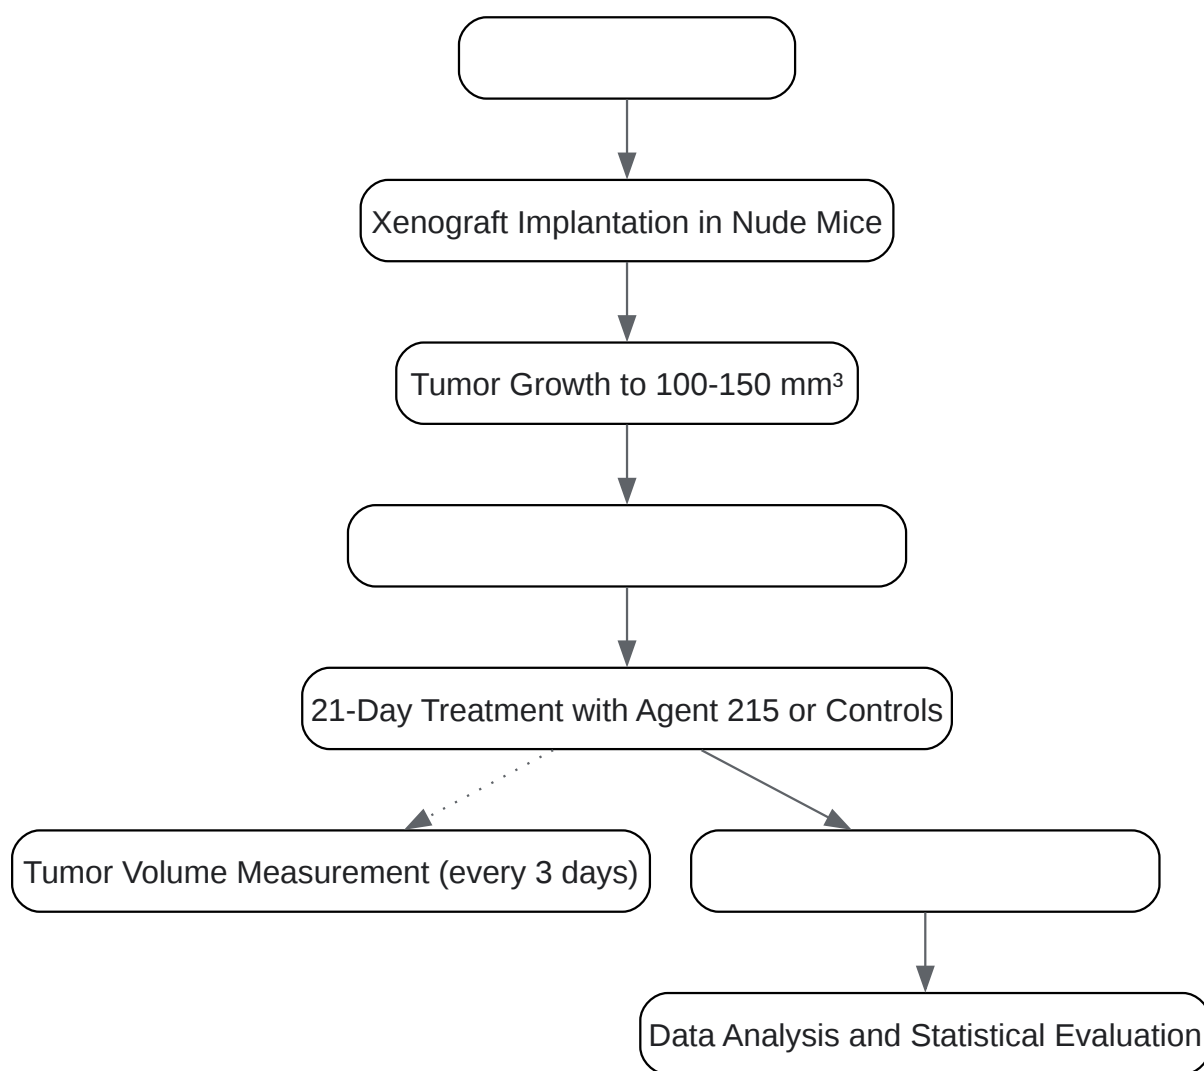 Xenograft Implantation in Nude Mice
Tumor Growth to 100-150 mm³
21-Day Treatment with Agent 215 or Controls
Tumor Volume Measurement (every 3 days)
Data Analysis and Statistical Evaluation